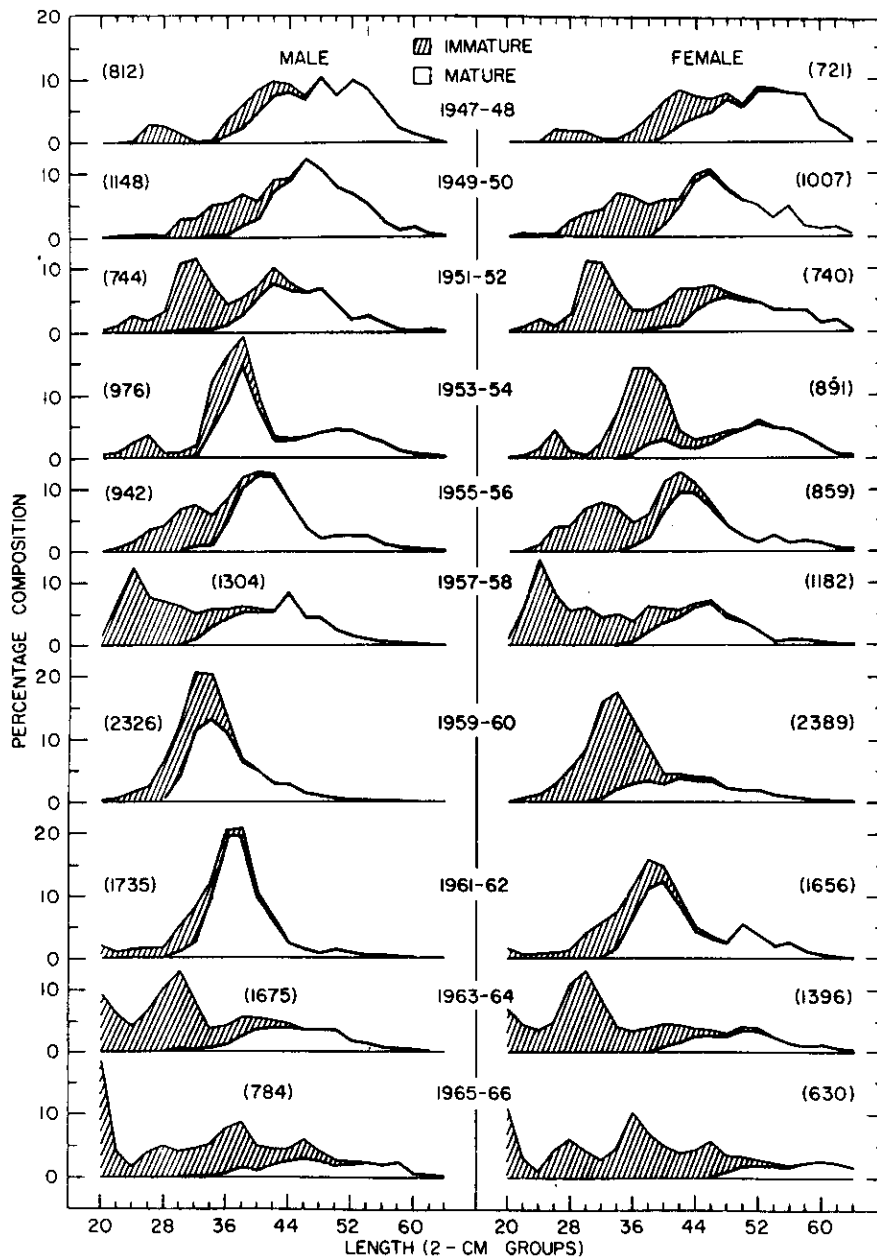 MALE
IMMATURE
MATURE
FEMALE
(812) 1947-48 (721)
(1148) 1949-50 (1007)
(744) 1951-52 (740)
(976) 1953-54 (891)
(942) 1955-56 (859)
(1304) 1957-58 (1182)
(2326) 1959-60 (2389)
(1735) 1961-62 (1656)
(1675) 1963-64 (1396)
(784) 1965-66 (630)
PERCENTAGE COMPOSITION
20
10
0
10
0
10
0
10
0
10
0
10
0
20
10
0
20
10
0
10
0
10
0
20 28 36 44 52 60 20 28 36 44 52 60
LENGTH (2-CM GROUPS)